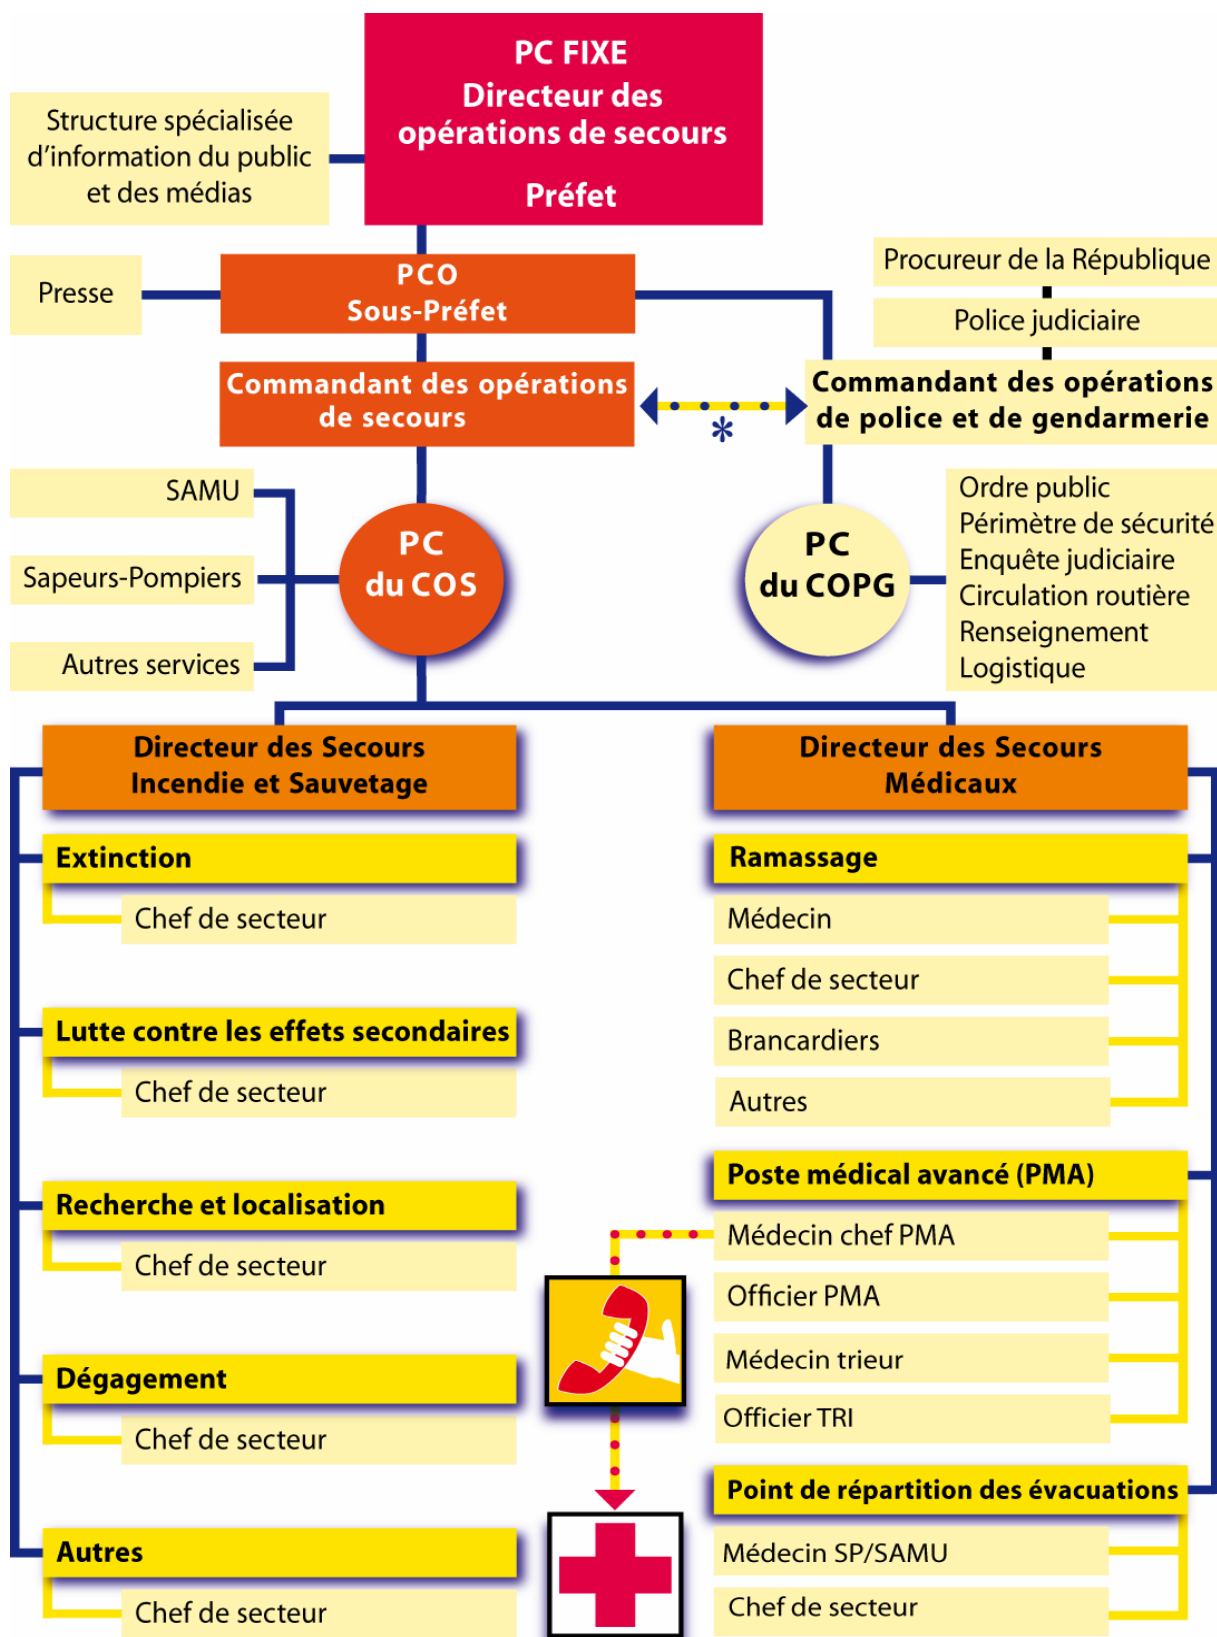 PC FIXE
Directeur des
opérations de secours
Préfet
Structure spécialisée
d'information du public
et des médias
Presse
PCO
Sous-Préfet
Procureur de la République
Police judiciaire
Commandant des opérations
de secours
*
Commandant des opérations
de police et de gendarmerie
SAMU
Sapeurs-Pompiers
Autres services
PC
du COS
PC
du COPG
Ordre public
Périmètre de sécurité
Enquête judiciaire
Circulation routière
Renseignement
Logistique
Directeur des Secours
Incendie et Sauvetage
Extinction
Chef de secteur
Lutte contre les effets secondaires
Chef de secteur
Recherche et localisation
Chef de secteur
Dégagement
Chef de secteur
Autres
Chef de secteur
Directeur des Secours
Médicaux
Ramassage
Médecin
Chef de secteur
Brancardiers
Autres
Poste médical avancé (PMA)
Médecin chef PMA
Officier PMA
Médecin trieur
Officier TRI
Point de répartition des évacuations
Médecin SP/SAMU
Chef de secteur